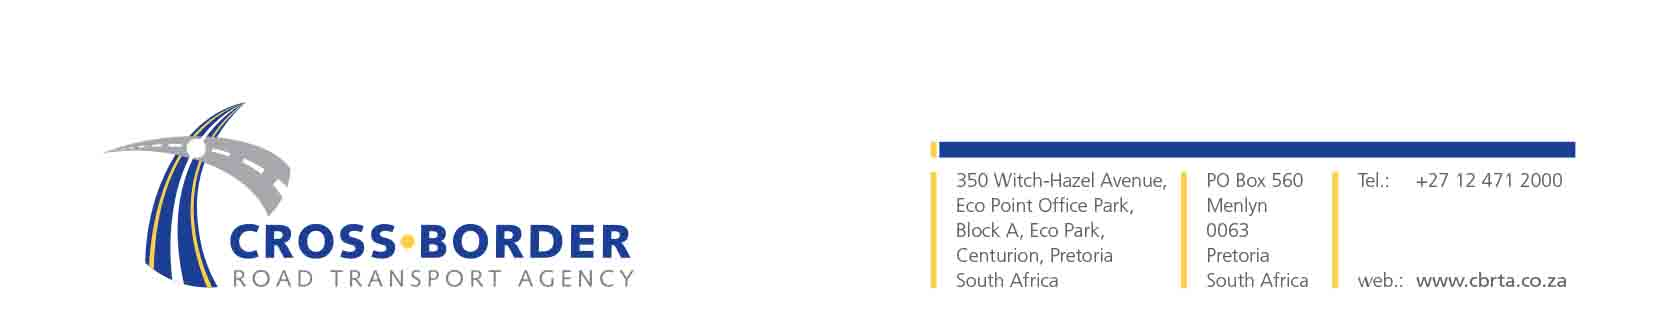 CROSS•BORDER
ROAD TRANSPORT AGENCY
350 Witch-Hazel Avenue,
Eco Point Office Park,
Block A, Eco Park,
Centurion, Pretoria
South Africa
PO Box 560
Menlyn
0063
Pretoria
South Africa
Tel.: +27 12 471 2000
web.: www.cbrta.co.za